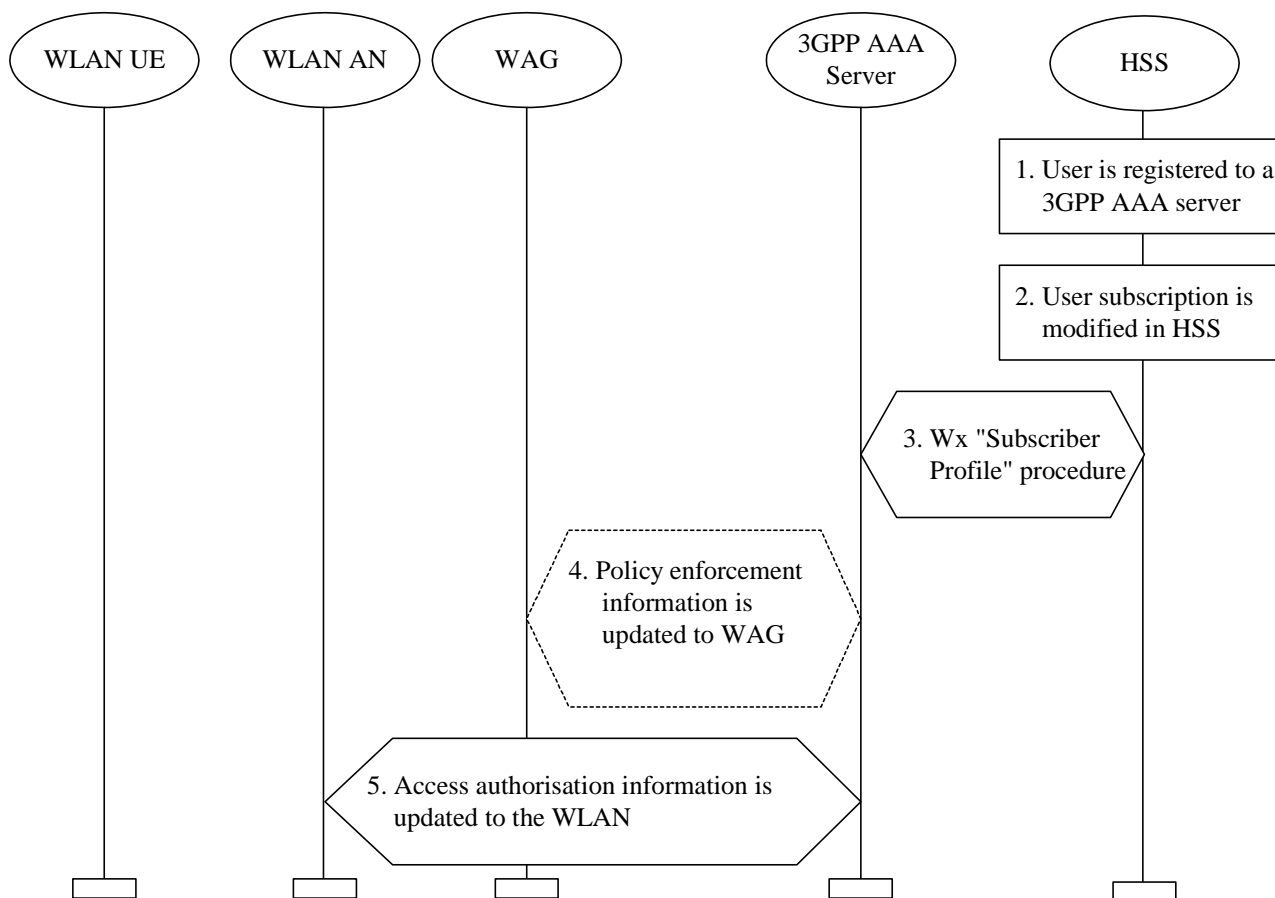 WLAN UE
WLAN AN
WAG
3GPP AAA
Server
HSS
1. User is registered to a
3GPP AAA server
2. User subscription is
modified in HSS
3. Wx "Subscriber
Profile" procedure
4. Policy enforcement
information is
updated to WAG
5. Access authorisation information is
updated to the WLAN